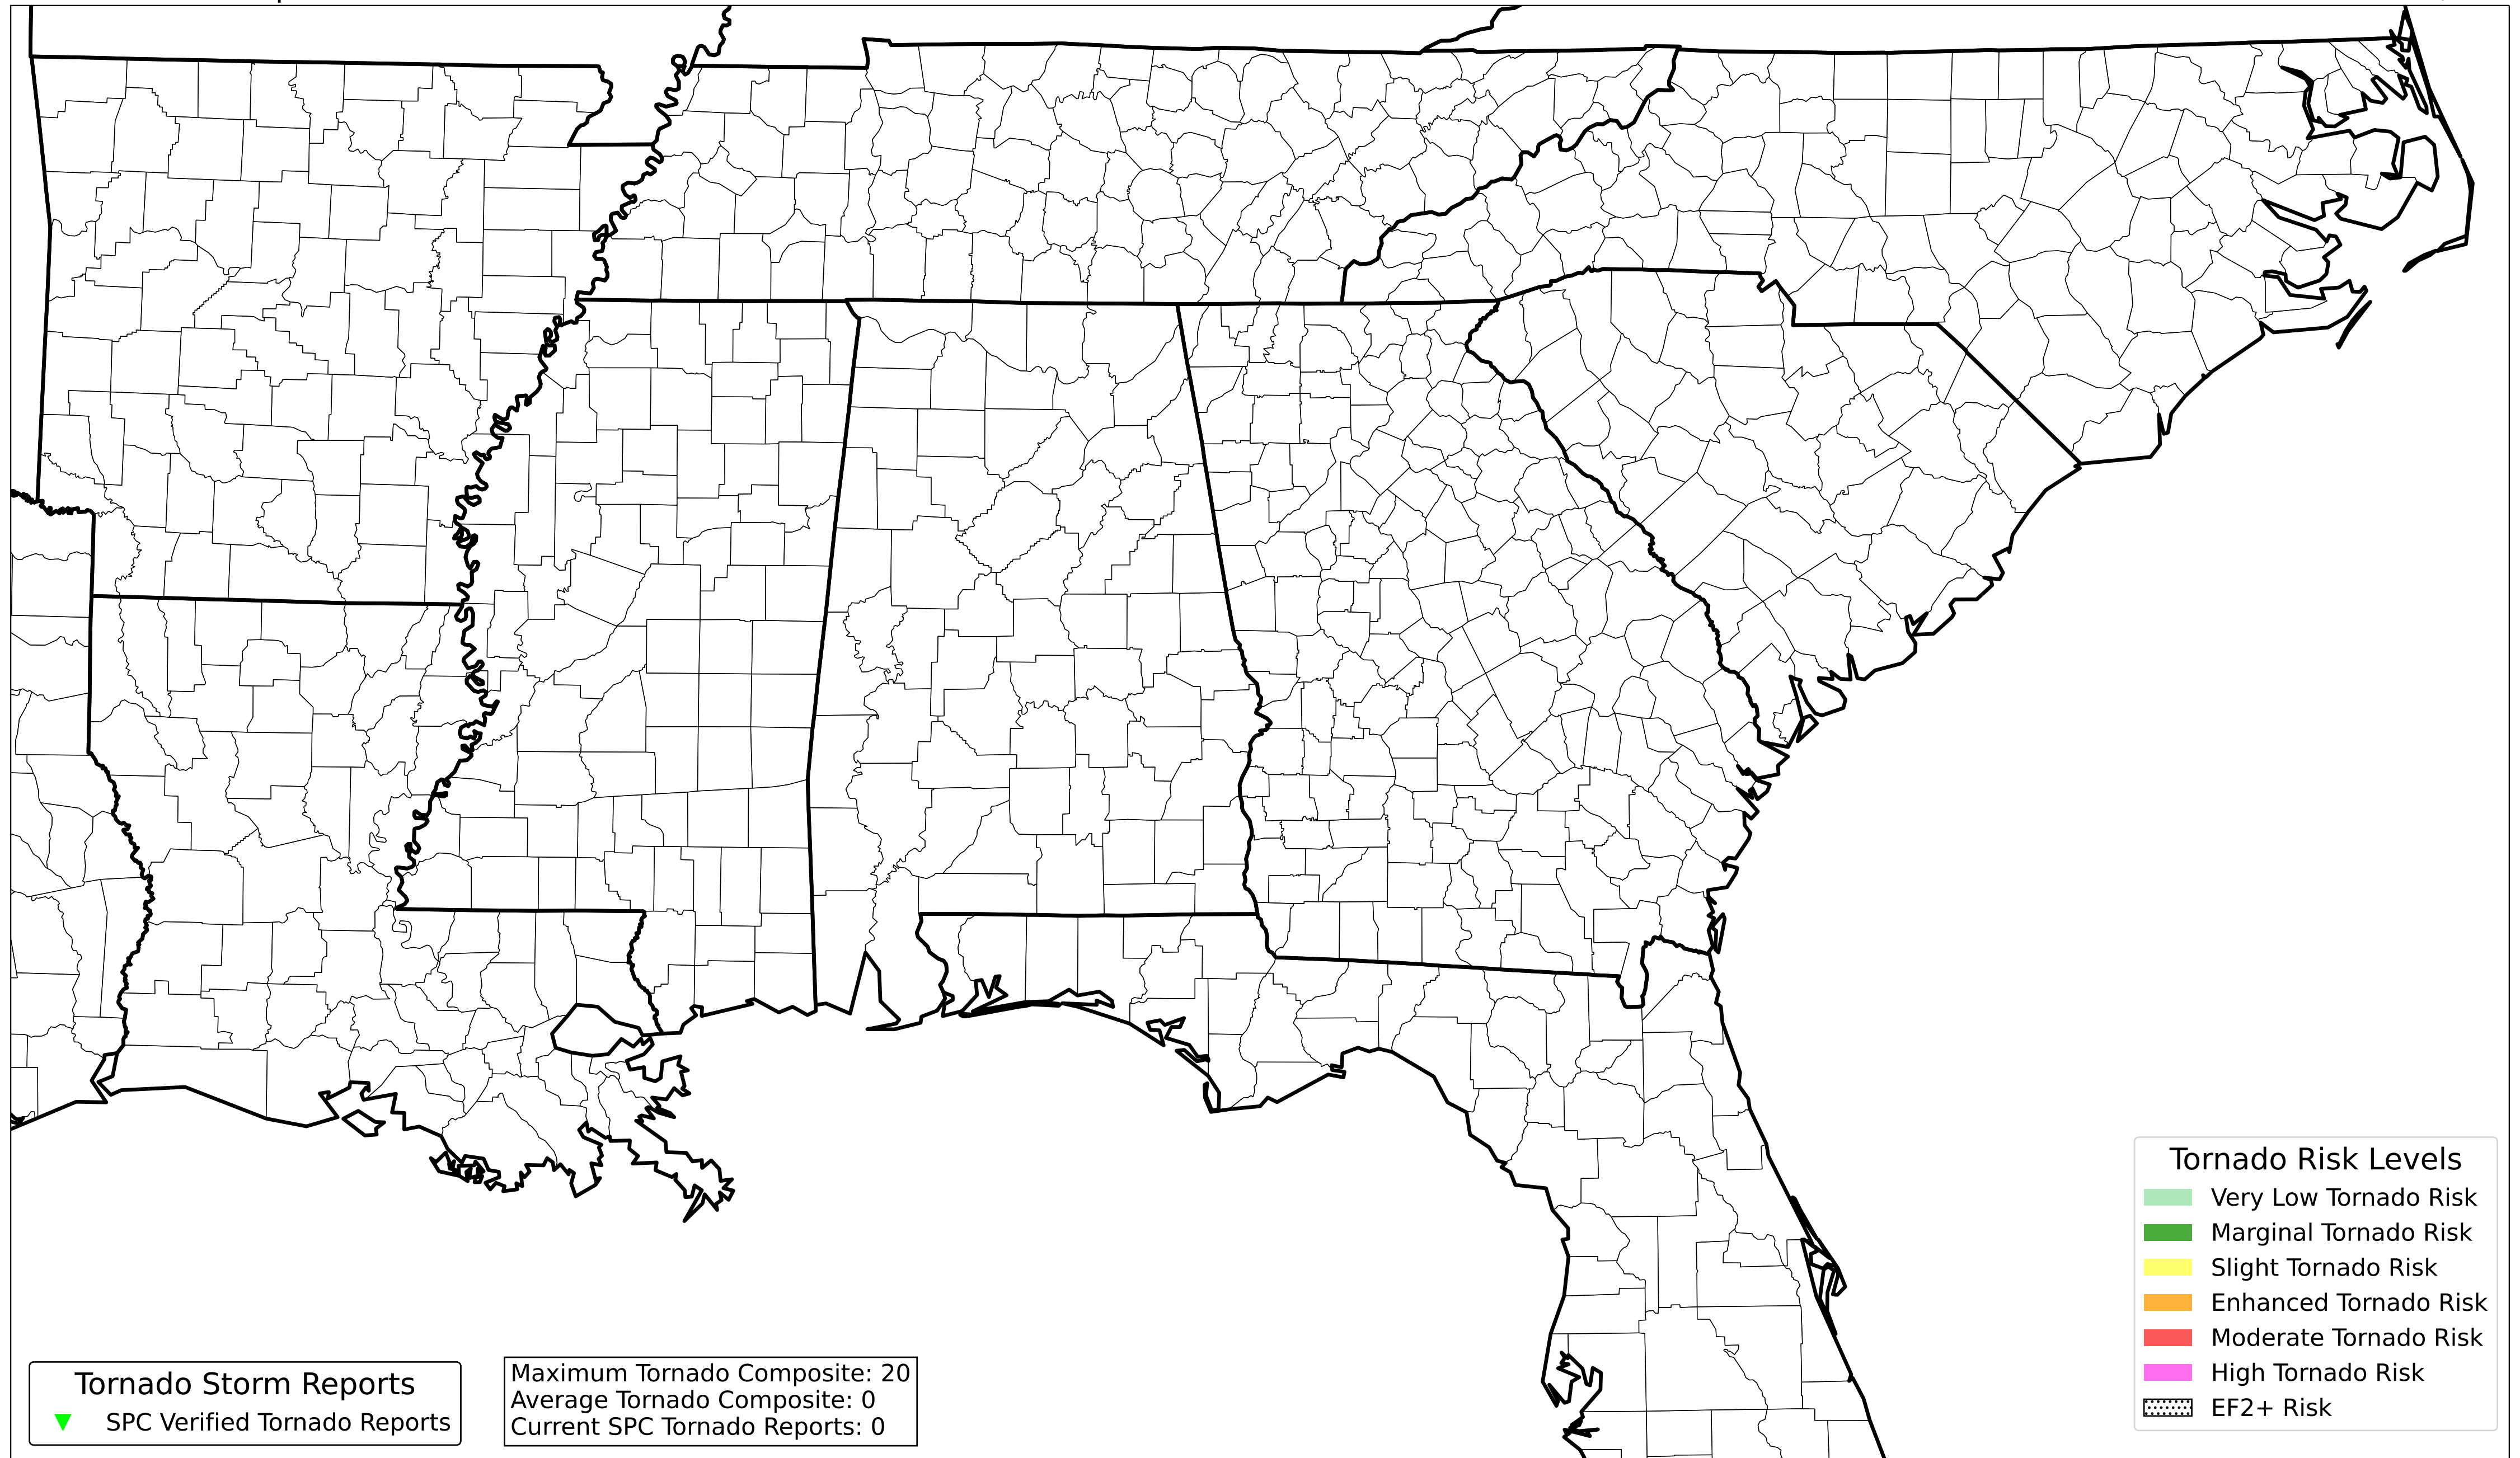 Tornado Risk Levels
Very Low Tornado Risk
Marginal Tornado Risk
Slight Tornado Risk
Enhanced Tornado Risk
Moderate Tornado Risk
High Tornado Risk
EF2+ Risk
Tornado Storm Reports
SPC Verified Tornado Reports
Maximum Tornado Composite: 20
Average Tornado Composite: 0
Current SPC Tornado Reports: 0